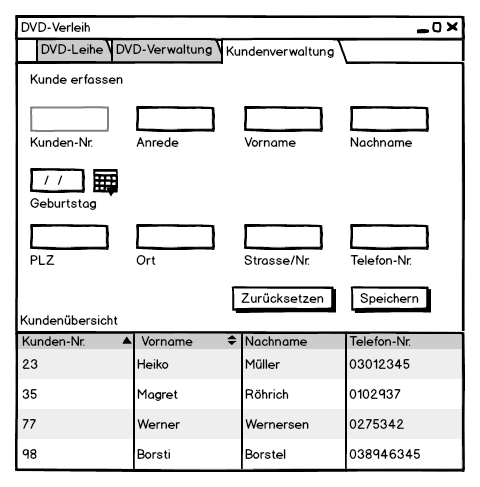 DVD-Verleih
DVD-Leihe DVD-Verwaltung Kundenverwaltung
Kunde erfassen
Kunden-Nr. Anrede Vorname Nachname
/ /
Geburtstag
PLZ Ort Strasse/Nr. Telefon-Nr.
Zurücksetzen Speichern
Kundenübersicht
Kunden-Nr. Vorname Nachname Telefon-Nr.
23 Heiko Müller 03012345
35 Magret Röhrich 0102937
77 Werner Wernersen 0275342
98 Borsti Borstel 038946345